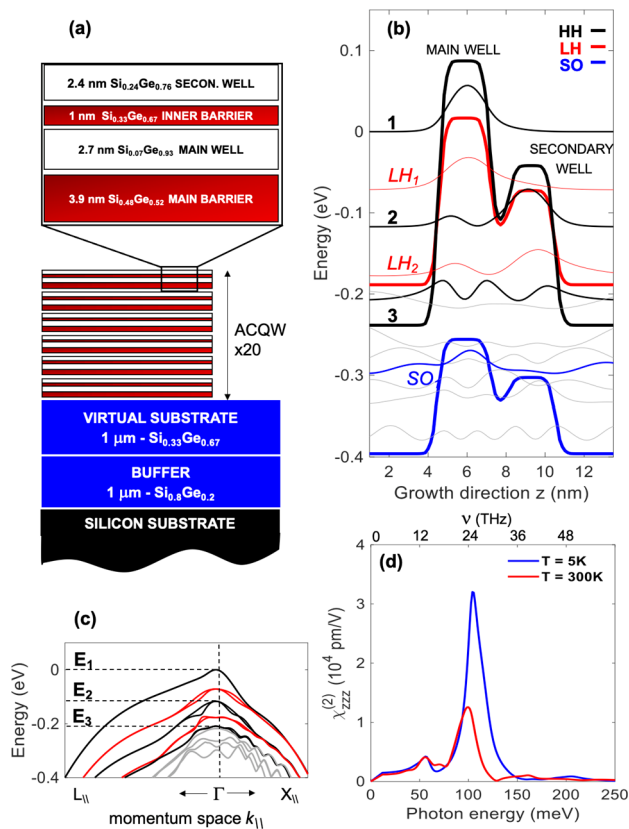 (a)
2.4 nm Si0.24Ge0.76 SECON. WELL
1 nm Si0.33Ge0.67 INNER BARRIER
2.7 nm Si0.07Ge0.93 MAIN WELL
3.9 nm Si0.48Ge0.52 MAIN BARRIER
ACQW
x20
VIRTUAL SUBSTRATE
1 µm - Si0.33Ge0.67
BUFFER
1 µm - Si0.8Ge0.2
SILICON SUBSTRATE
(b)
HH
LH
SO
MAIN WELL
SECONDARY
WELL
1
LH1
2
LH2
3
SO1
0.1
0
-0.1
-0.2
-0.3
-0.4
Energy (eV)
2 4 6 8 10 12
Growth direction z (nm)
(c)
E1
E2
E3
0
-0.2
-0.4
Energy (eV)
L// Γ X//
momentum space k||
ν (THz)
0 12 24 36 48
(d)
T = 5K
T = 300K
4
3
2
1
0
χ(2)zzz (10⁴ pm/V)
0 50 100 150 200 250
Photon energy (meV)